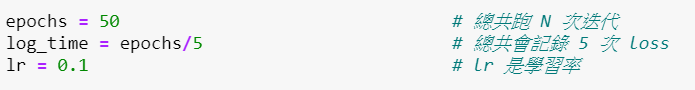 epochs = 50 # 總共跑 N 次迭代
log_time = epochs/5 # 總共會記錄 5 次 loss
lr = 0.1 # lr 是學習率